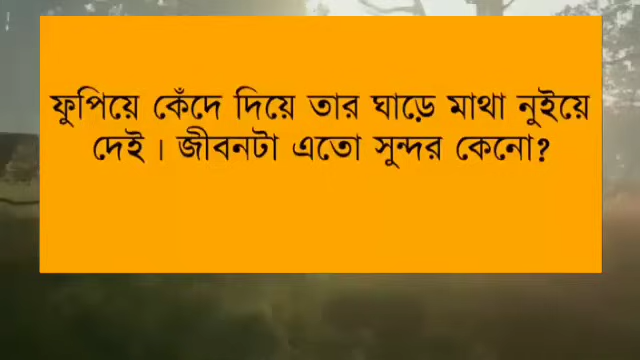 ফুপিয়ে কেঁদে দিয়ে তার ঘাড়ে মাথা নুইয়ে
দেই। জীবনটা এতো সুন্দর কেনো?